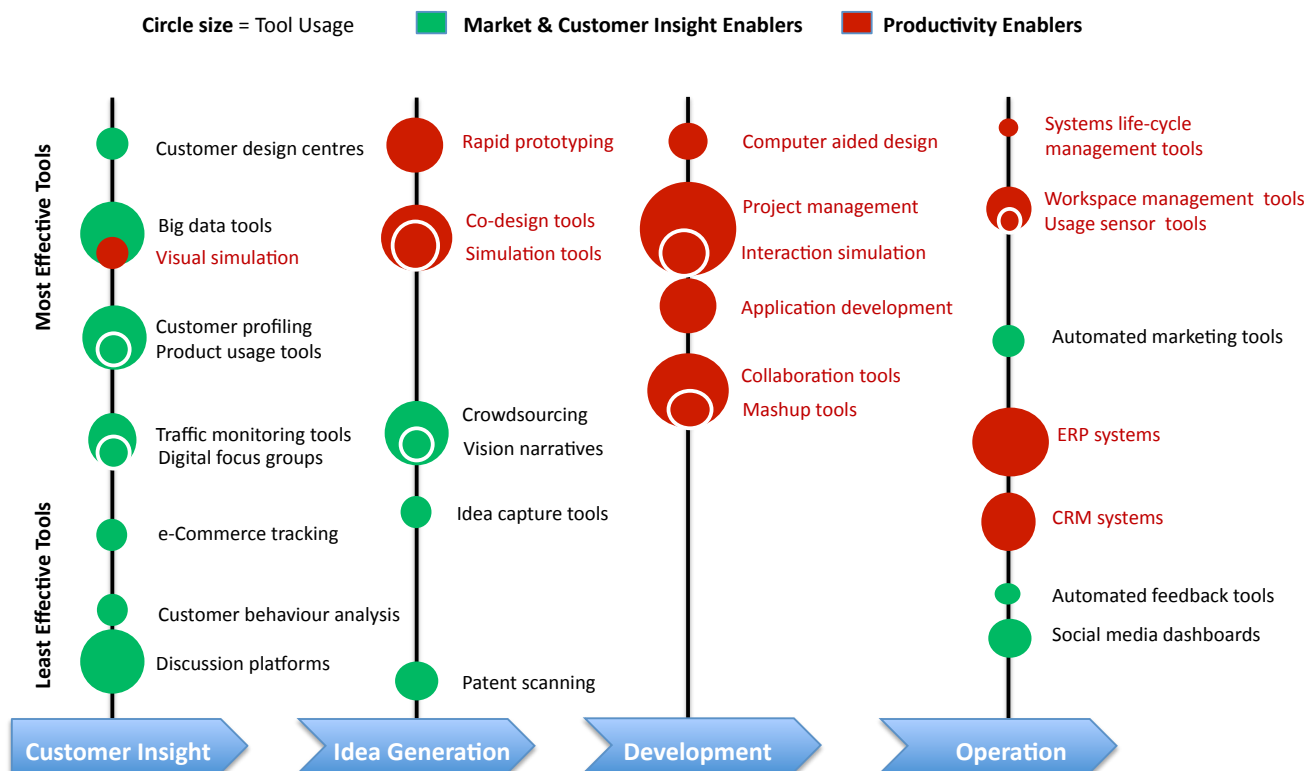 Circle size = Tool Usage
Market & Customer Insight Enablers
Productivity Enablers
Most Effective Tools
Least Effective Tools
Customer design centres
Big data tools
Visual simulation
Customer profiling
Product usage tools
Traffic monitoring tools
Digital focus groups
e-Commerce tracking
Customer behaviour analysis
Discussion platforms
Rapid prototyping
Co-design tools
Simulation tools
Crowdsourcing
Vision narratives
Idea capture tools
Patent scanning
Computer aided design
Project management
Interaction simulation
Application development
Collaboration tools
Mashup tools
Systems life-cycle
management tools
Workspace management tools
Usage sensor tools
Automated marketing tools
ERP systems
CRM systems
Automated feedback tools
Social media dashboards
Customer Insight
Idea Generation
Development
Operation